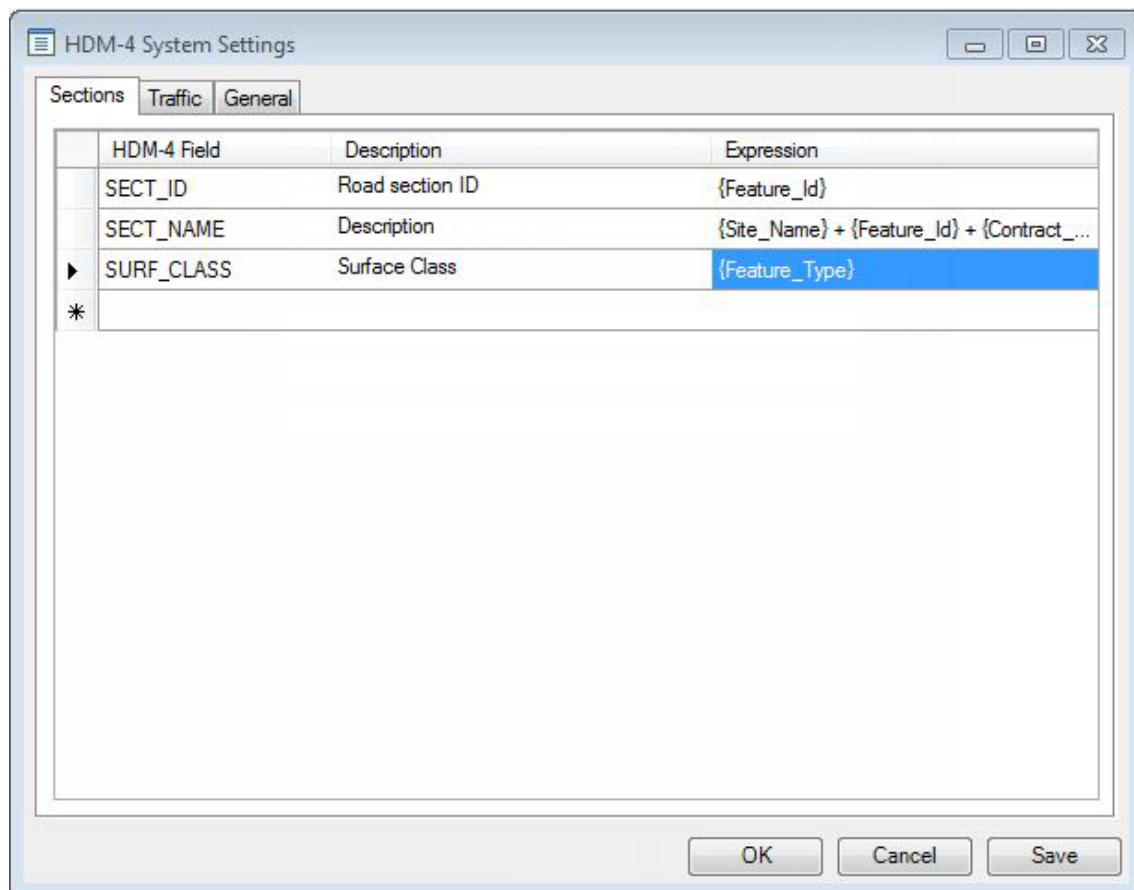 HDM-4 System Settings
Sections Traffic General
HDM-4 Field Description Expression
SECT_ID Road section ID {Feature_Id}
SECT_NAME Description {Site_Name} + {Feature_Id} + {Contract_...
SURF_CLASS Surface Class {Feature_Type}
OK Cancel Save